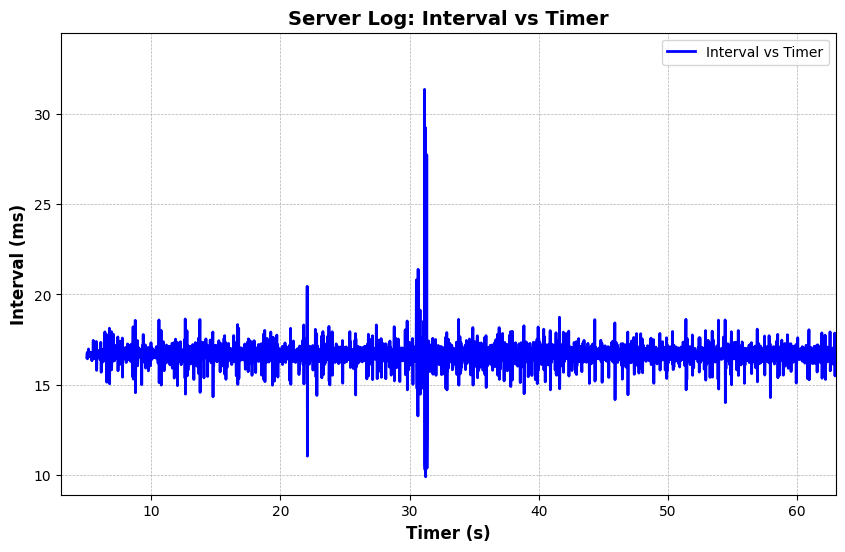 Server Log: Interval vs Timer
Interval vs Timer
Interval (ms)
30
25
20
15
10
10 20 30 40 50 60
Timer (s)